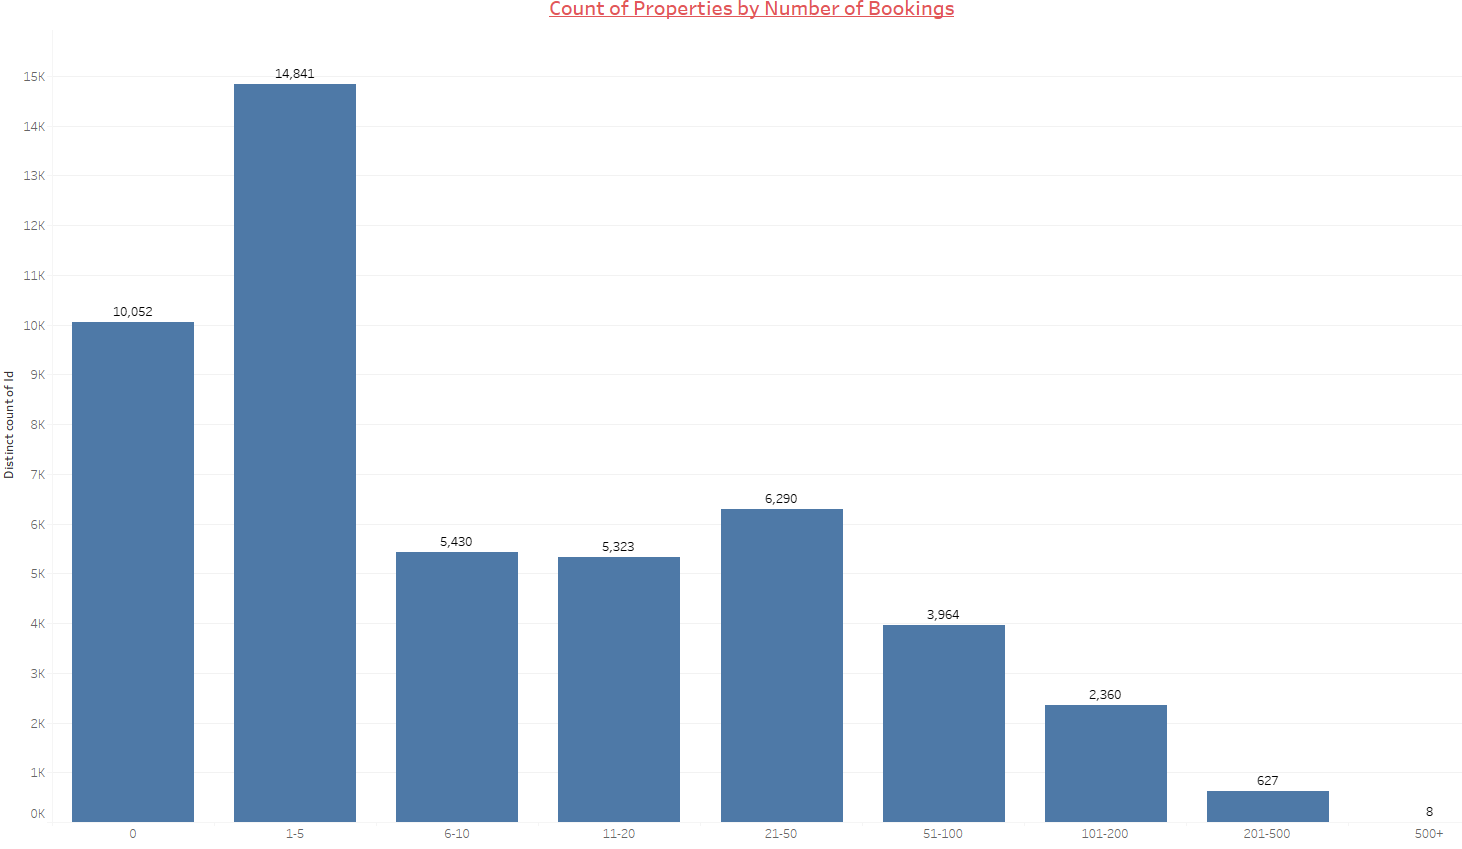 Count of Properties by Number of Bookings
Distinct count of Id
15K
14K
13K
12K
11K
10K
9K
8K
7K
6K
5K
4K
3K
2K
1K
0K
10,052
14,841
5,430
5,323
6,290
3,964
2,360
627
8
0
1-5
6-10
11-20
21-50
51-100
101-200
201-500
500+